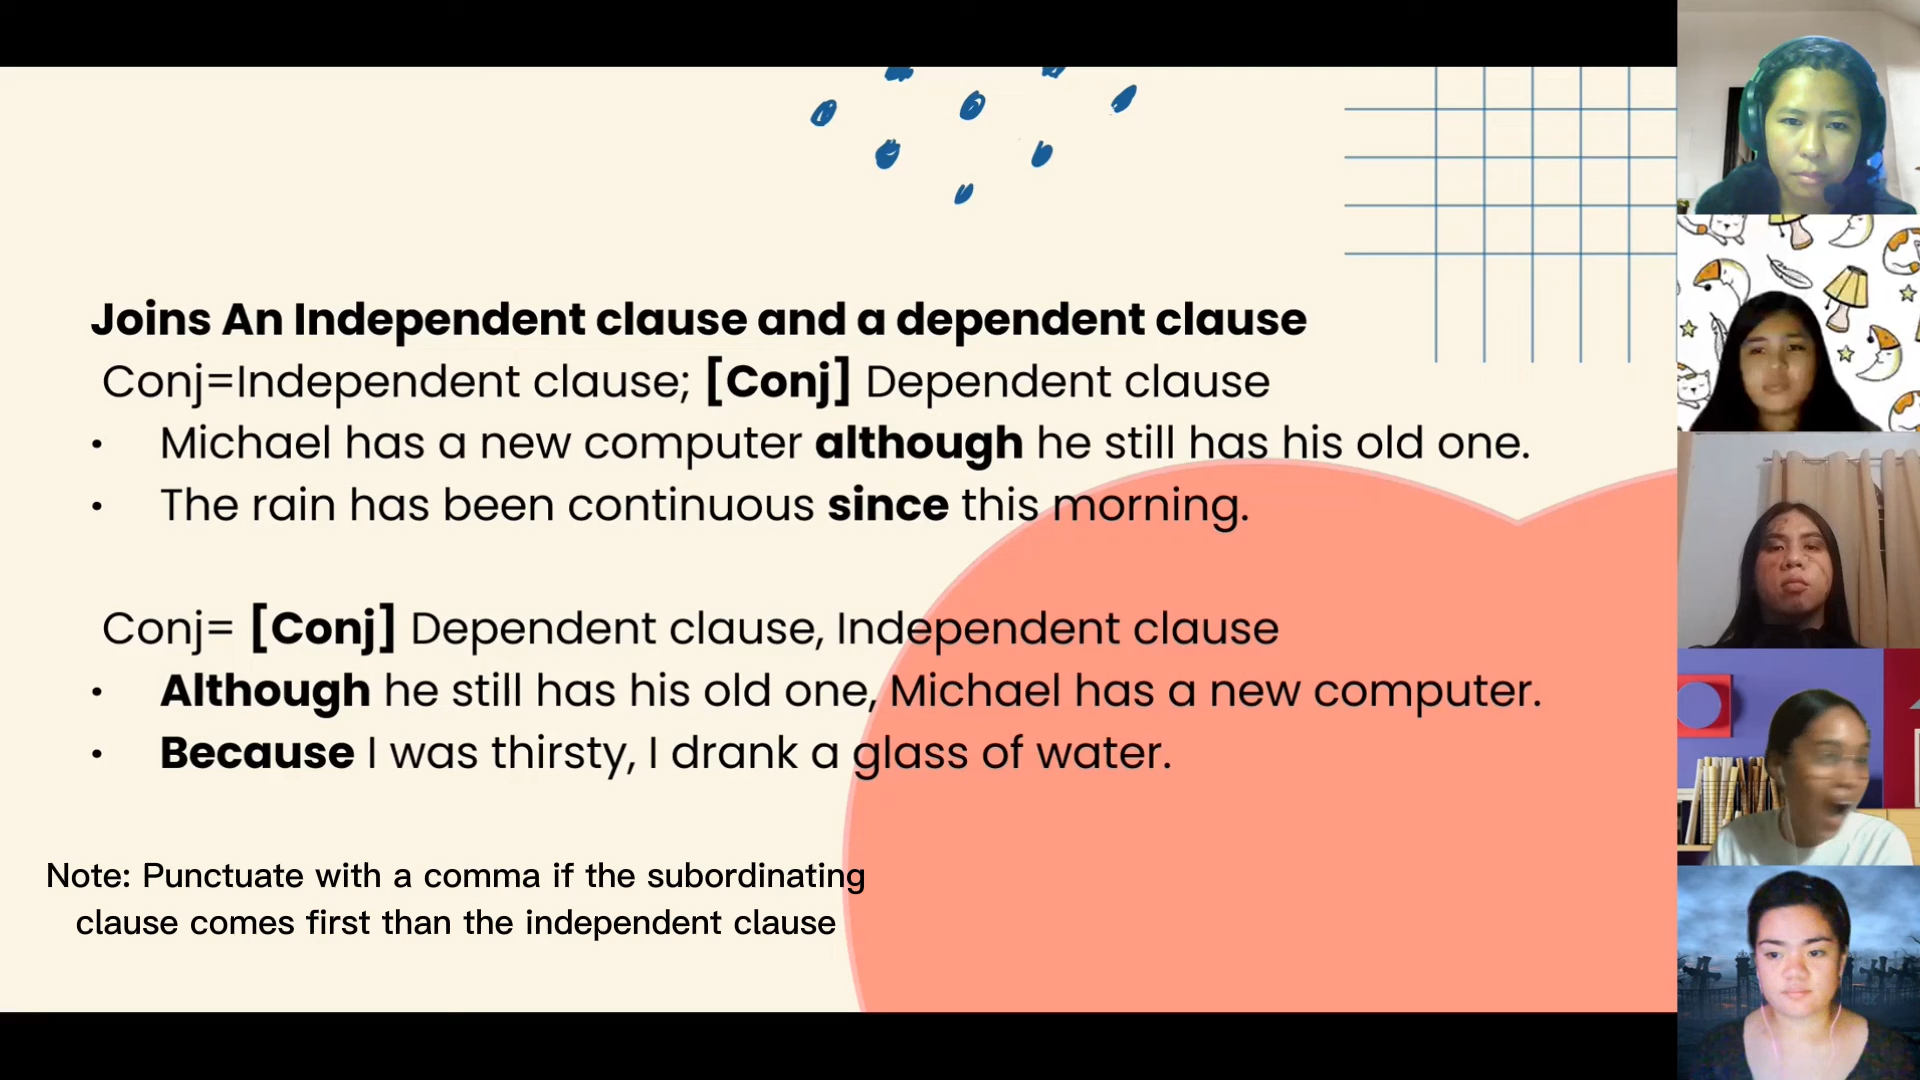 Joins An Independent clause and a dependent clause
Conj=Independent clause; [Conj] Dependent clause
• Michael has a new computer although he still has his old one.
• The rain has been continuous since this morning.
Conj= [Conj] Dependent clause, Independent clause
• Although he still has his old one, Michael has a new computer.
• Because I was thirsty, I drank a glass of water.
Note: Punctuate with a comma if the subordinating
clause comes first than the independent clause